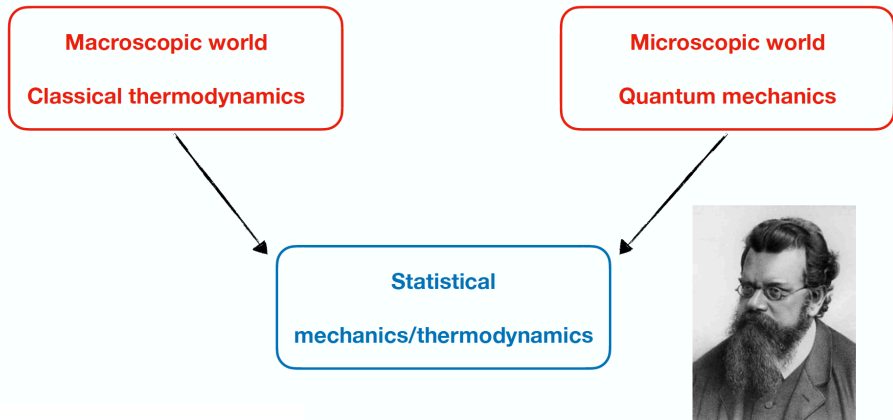 Macroscopic world
Classical thermodynamics
Microscopic world
Quantum mechanics
Statistical
mechanics/thermodynamics